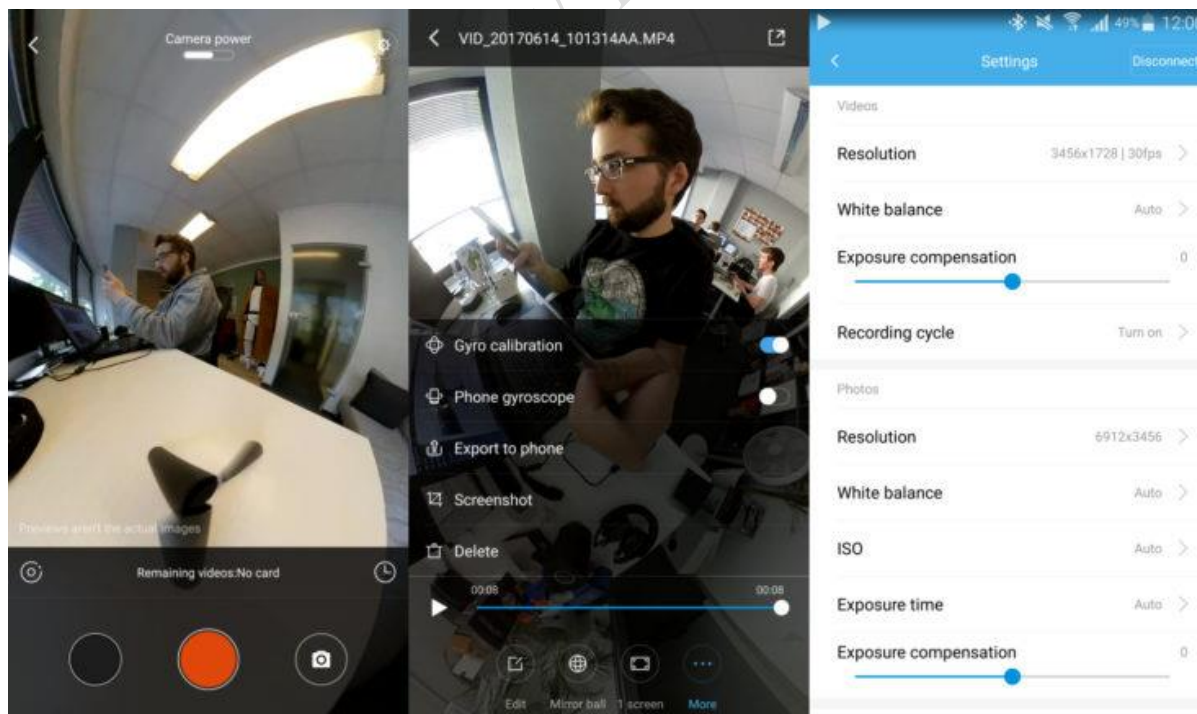 Camera power
Previews aren't the actual images
Remaining videos:No card
VID_20170614_101314AA.MP4
Gyro calibration
Phone gyroscope
Export to phone
Screenshot
Delete
00:08 00:08
Edit Mirror ball 1 screen More
49% 12:0
Settings Disconnect
Videos
Resolution 3456x1728 | 30fps
White balance Auto
Exposure compensation 0
Recording cycle Turn on
Photos
Resolution 6912x3456
White balance Auto
ISO Auto
Exposure time Auto
Exposure compensation 0